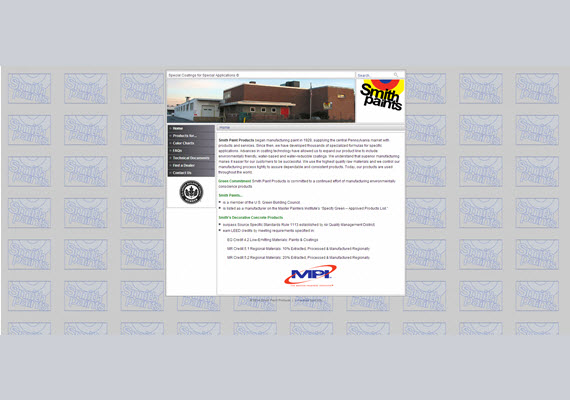 Special Coatings for Special Applications ®
Search...
Smith
paints
Home
Products for...
Color Charts
FAQs
Technical Documents
Find a Dealer
Contact Us
Home
Smith Paint Products began manufacturing paint in 1929, supplying the central Pennsylvania market with
products and services. Since then, we have developed thousands of specialized formulas for specific
applications. Advances in coating technology have allowed us to expand our product line to include
environmentally friendly, water-based and water-reducible coatings. We understand that superior manufacturing
makes it easier for our customers to be successful. We use the highest quality raw materials and we control our
manufacturing process tightly to assure dependable and consistent products. Today, our products are used
throughout the world.
Green Commitment Smith Paint Products is committed to a continued effort of manufacturing environmentally
conscience products
Smith Paints...
is a member of the U.S. Green Building Council.
is listed as a manufacturer on the Master Painters Institute's "Specify Green - Approved Products List"
Smith's Decorative Concrete Products
surpass Source Specific Standards Rule 1113 established by Air Quality Management District.
earn LEED credits by meeting requirements specified in:
EQ Credit 4.2 Low-Emitting Materials: Paints & Coatings
MR Credit 5.1 Regional Materials: 10% Extracted, Processed & Manufactured Regionally
MR Credit 5.2 Regional Materials: 20% Extracted, Processed & Manufactured Regionally
MPI